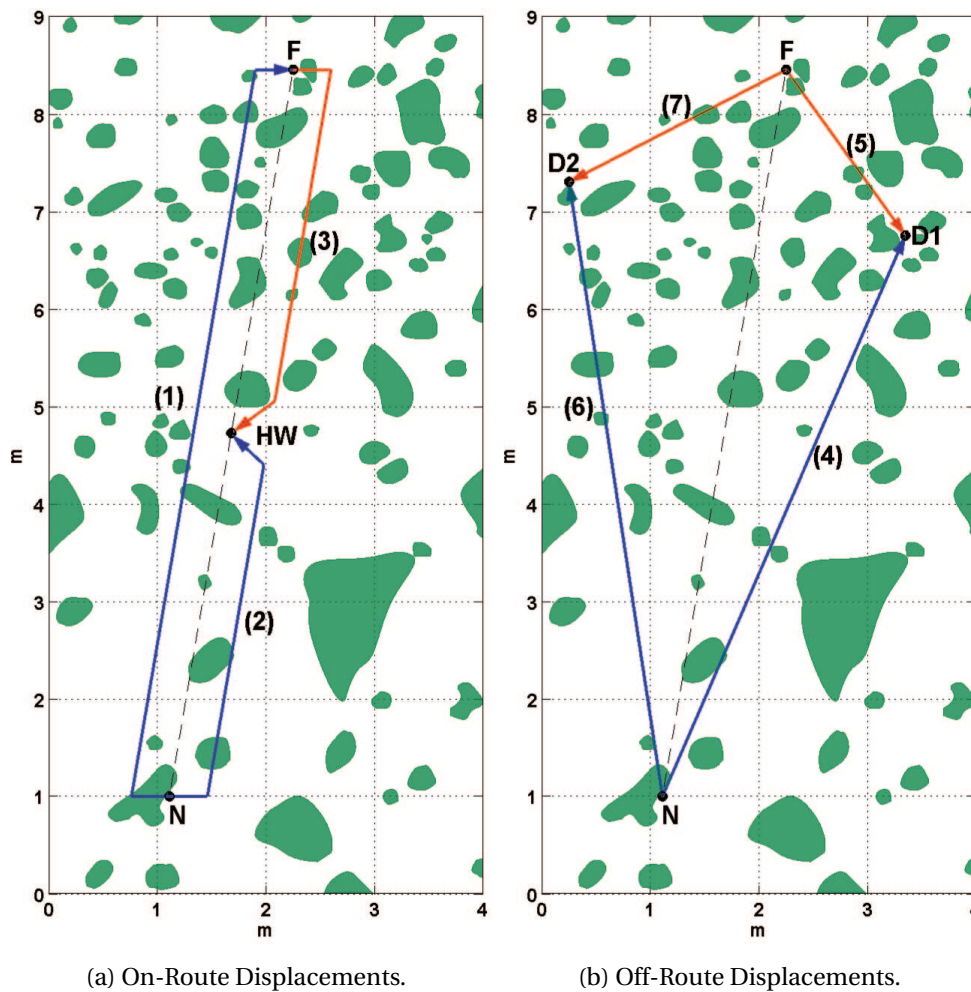 9
8
7
6
5
4
3
2
1
0
m
0 1 2 3 4
m
F
(3)
(1)
HW
(2)
N
(a) On-Route Displacements.
9
8
7
6
5
4
3
2
1
0
m
0 1 2 3 4
m
F
(7)
(5)
D2
D1
(6)
(4)
N
(b) Off-Route Displacements.